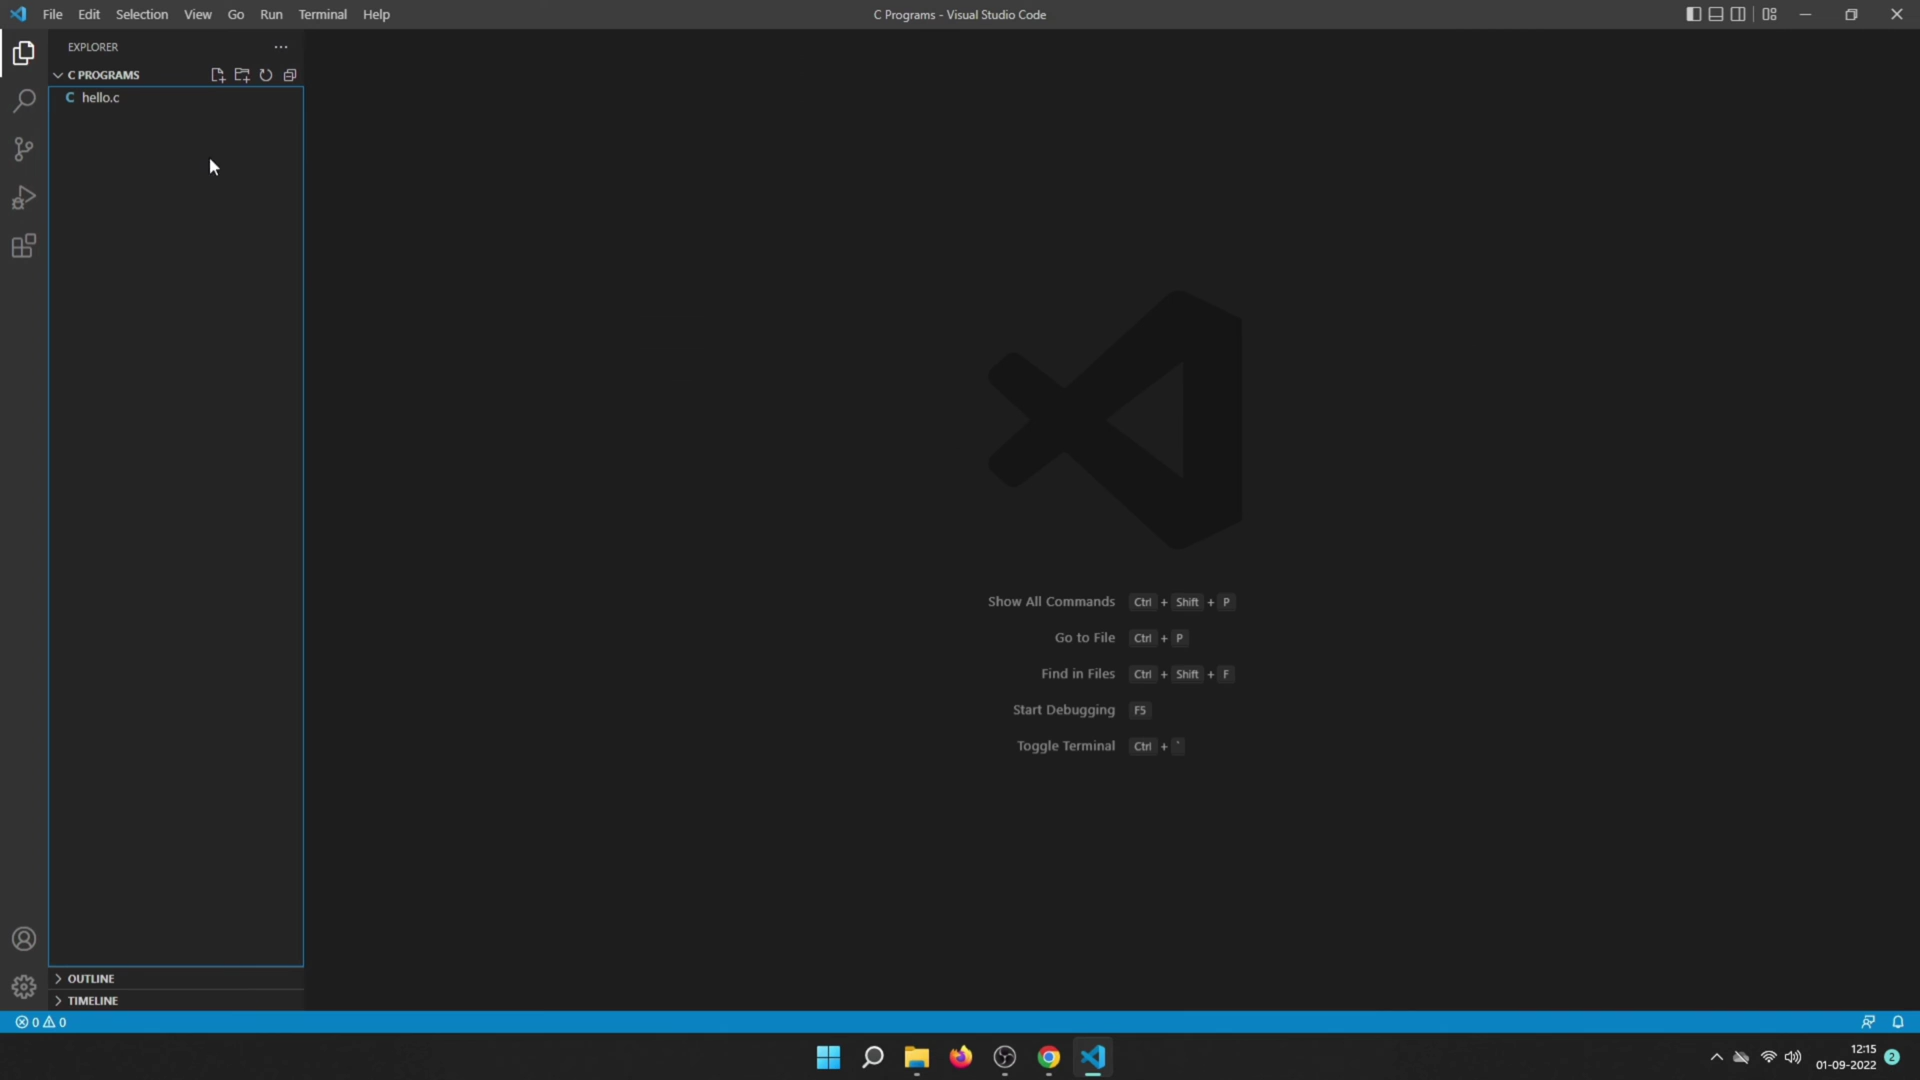 File Edit Selection View Go Run Terminal Help
C Programs - Visual Studio Code
EXPLORER
C PROGRAMS
C hello.c
Show All Commands Ctrl + Shift + P
Go to File Ctrl + P
Find in Files Ctrl + Shift + F
Start Debugging F5
Toggle Terminal Ctrl + `
OUTLINE
TIMELINE
0 0
12:15
01-09-2022
2